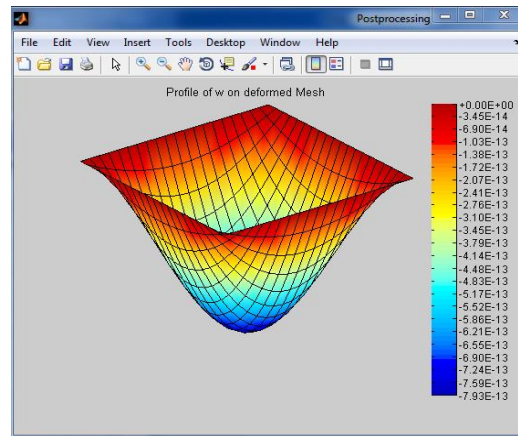 Postprocessing
File Edit View Insert Tools Desktop Window Help
Profile of w on deformed Mesh
+0.00E+00
-3.45E-14
-6.90E-14
-1.03E-13
-1.38E-13
-1.72E-13
-2.07E-13
-2.41E-13
-2.76E-13
-3.10E-13
-3.45E-13
-3.79E-13
-4.14E-13
-4.48E-13
-4.83E-13
-5.17E-13
-5.52E-13
-5.86E-13
-6.21E-13
-6.55E-13
-6.90E-13
-7.24E-13
-7.59E-13
-7.93E-13